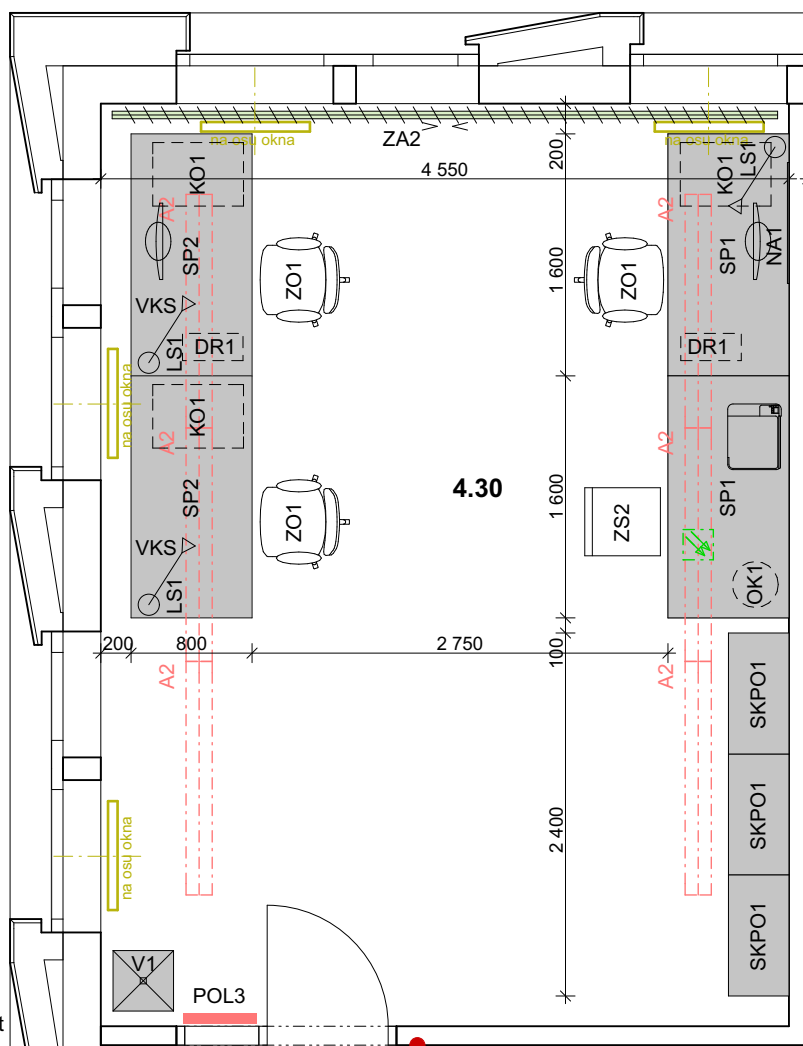 na osu okna
ZA2
na osu okna
200
KO1
KO1
LS1
4 550
A2
A2
SP2
ZO1
1 600
ZO1
SP1
NA1
VKS
LS1
DR1
DR1
na osu okna
KO1
A2
A2
4.30
SP2
ZO1
1 600
ZS2
SP1
VKS
LS1
OK1
200
800
2 750
100
A2
A2
SKPO1
SKPO1
2 400
na osu okna
SKPO1
V1
POL3
t